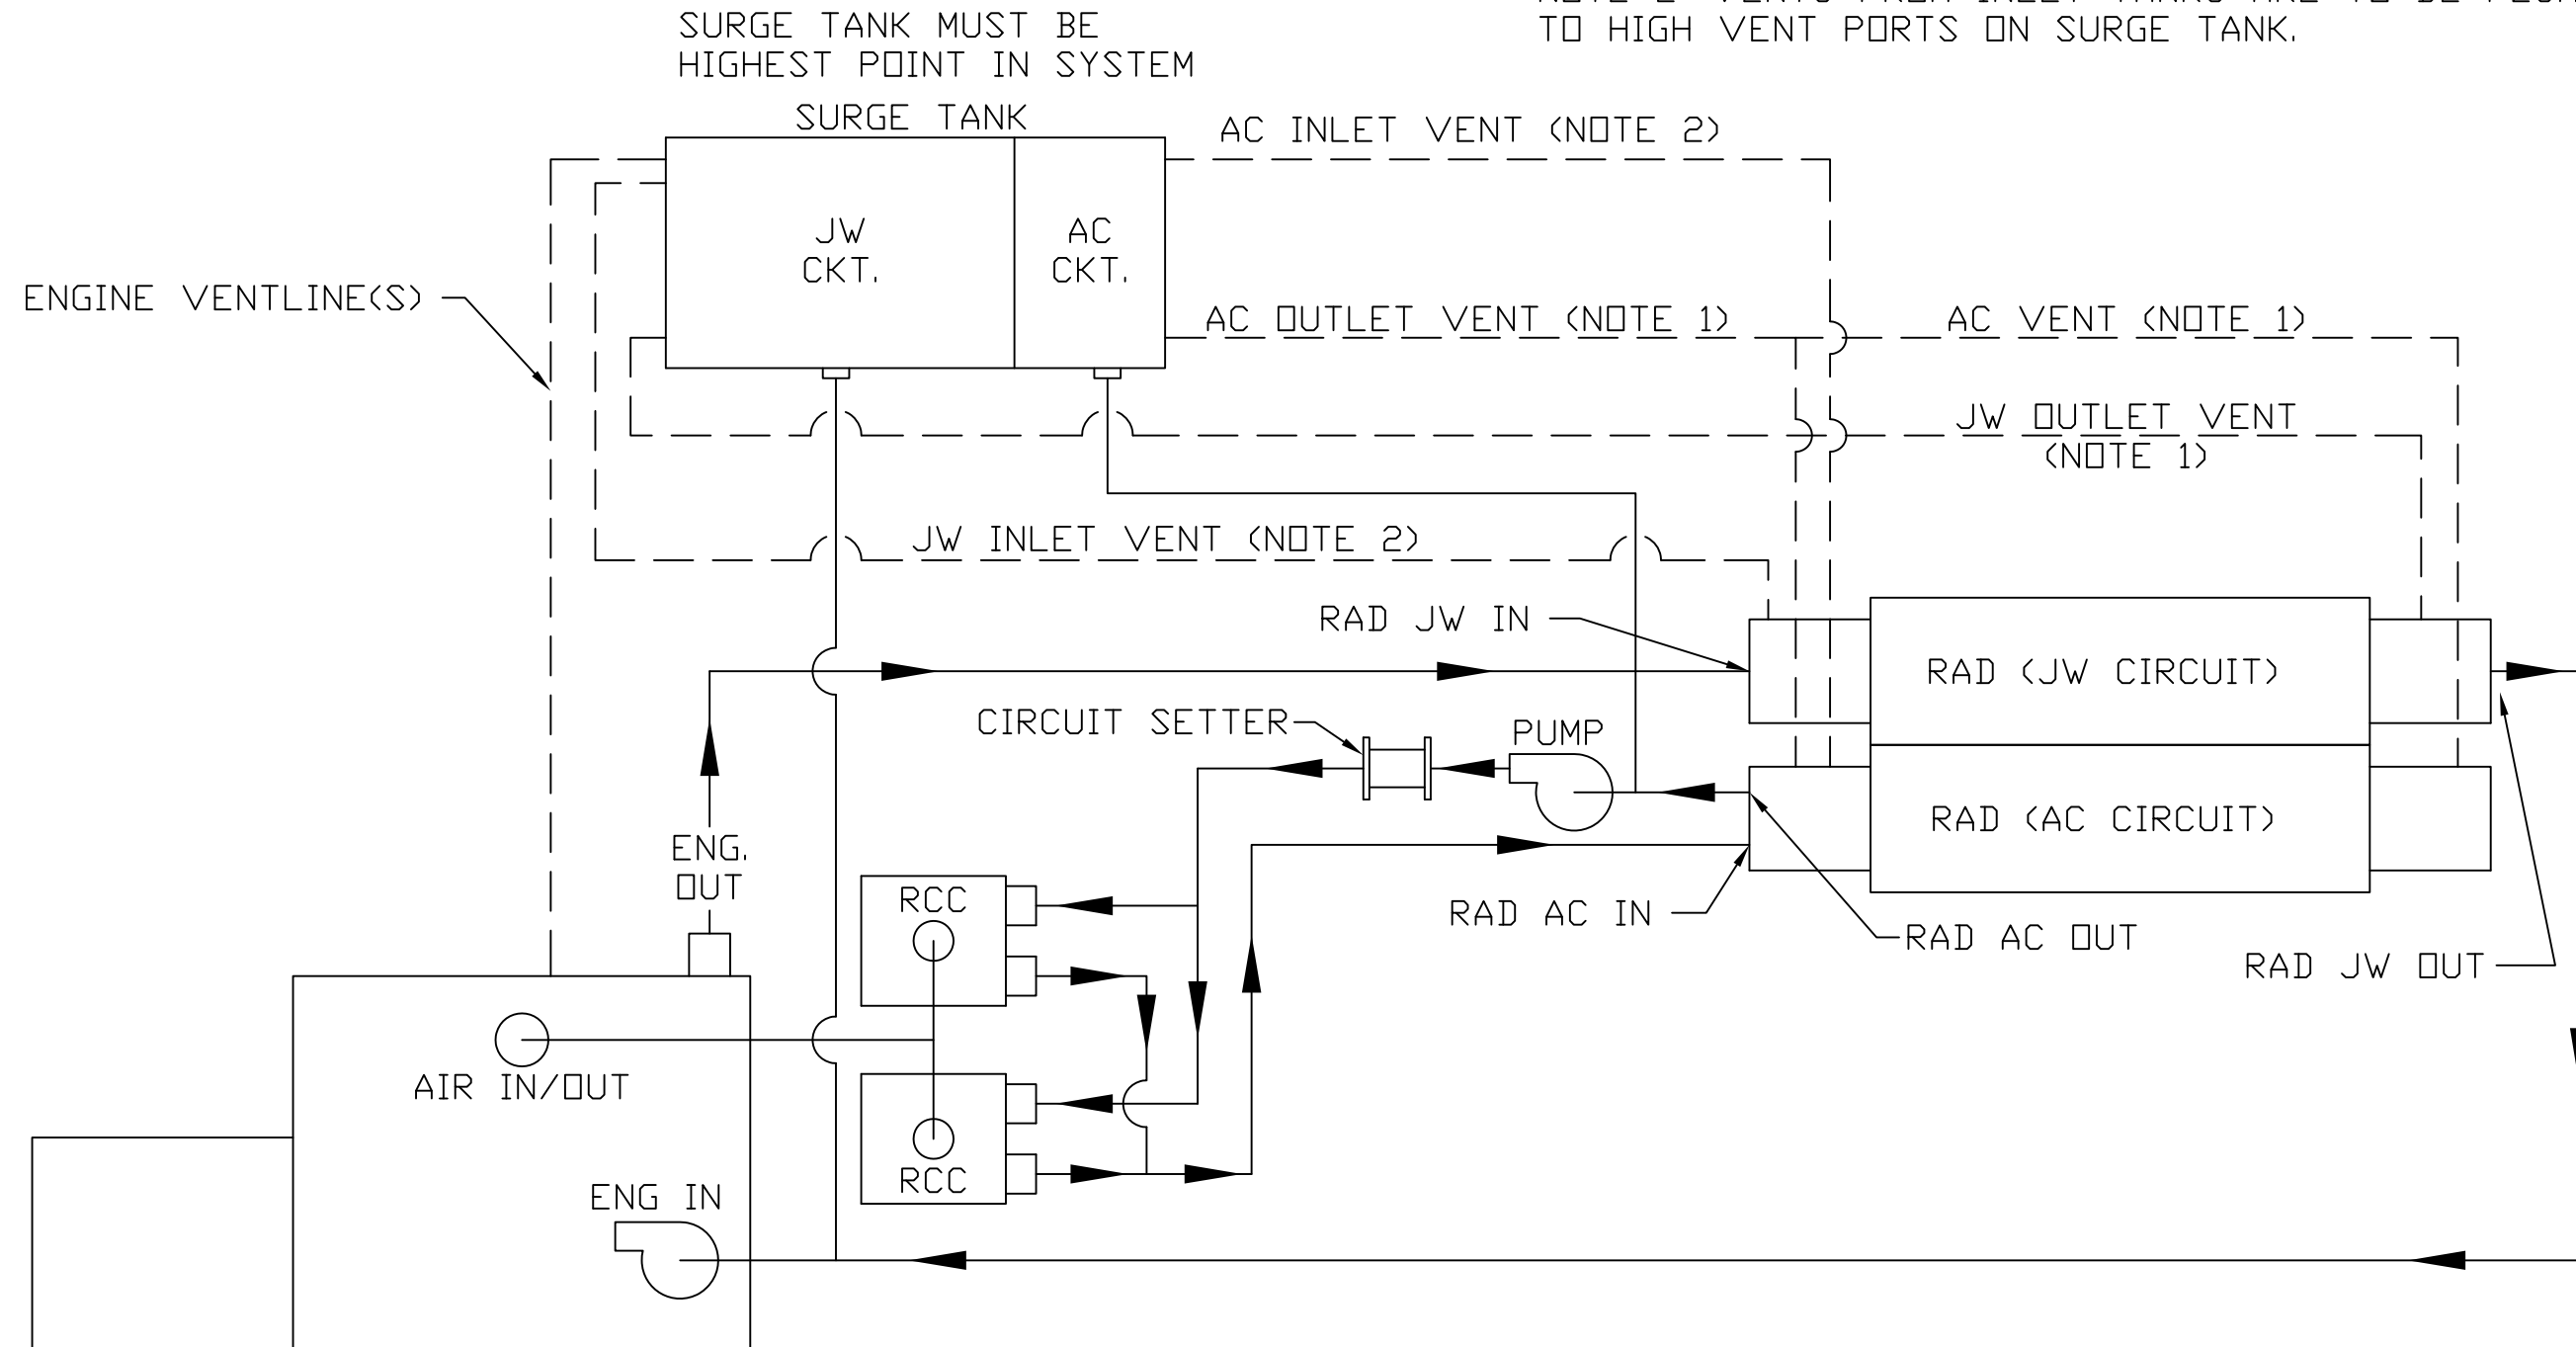 SURGE TANK MUST BE
HIGHEST POINT IN SYSTEM
TO HIGH VENT PORTS ON SURGE TANK.
SURGE TANK
AC INLET VENT (NOTE 2)
JW
CKT.
AC
CKT.
ENGINE VENTLINE(S)
AC OUTLET VENT (NOTE 1)
AC VENT (NOTE 1)
JW OUTLET VENT
(NOTE 1)
JW INLET VENT (NOTE 2)
RAD JW IN
RAD (JW CIRCUIT)
CIRCUIT SETTER
PUMP
RAD (AC CIRCUIT)
ENG.
OUT
RCC
RAD AC IN
RAD AC OUT
RAD JW OUT
AIR IN/OUT
RCC
ENG IN